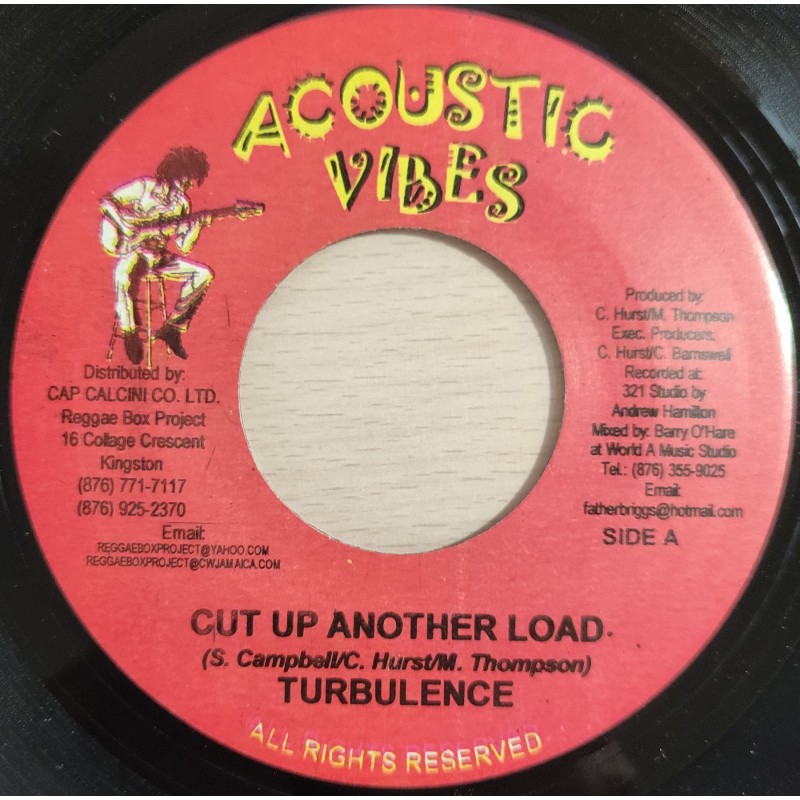 ACOUSTIC
VIBES
Distributed by:
CAP CALCINI CO. LTD.
Reggae Box Project
16 Collage Crescent
Kingston
(876) 771-7117
(876) 925-2370
Email:
REGGAEBOXPROJECT@YAHOO.COM
REGGAEBOXPROJECT@CWJAMAICA.COM
Produced by:
C. Hurst/M. Thompson
Exec. Producers:
C. Hurst/C. Barnswell
Recorded at:
321 Studio by
Andrew Hamilton
Mixed by: Barry O'Hare
at World A Music Studio
Tel.: (876) 355-9025
Email:
fatherbriggs@hotmail.com
SIDE A
CUT UP ANOTHER LOAD
(S. Campbell/C. Hurst/M. Thompson)
TURBULENCE
ALL RIGHTS RESERVED